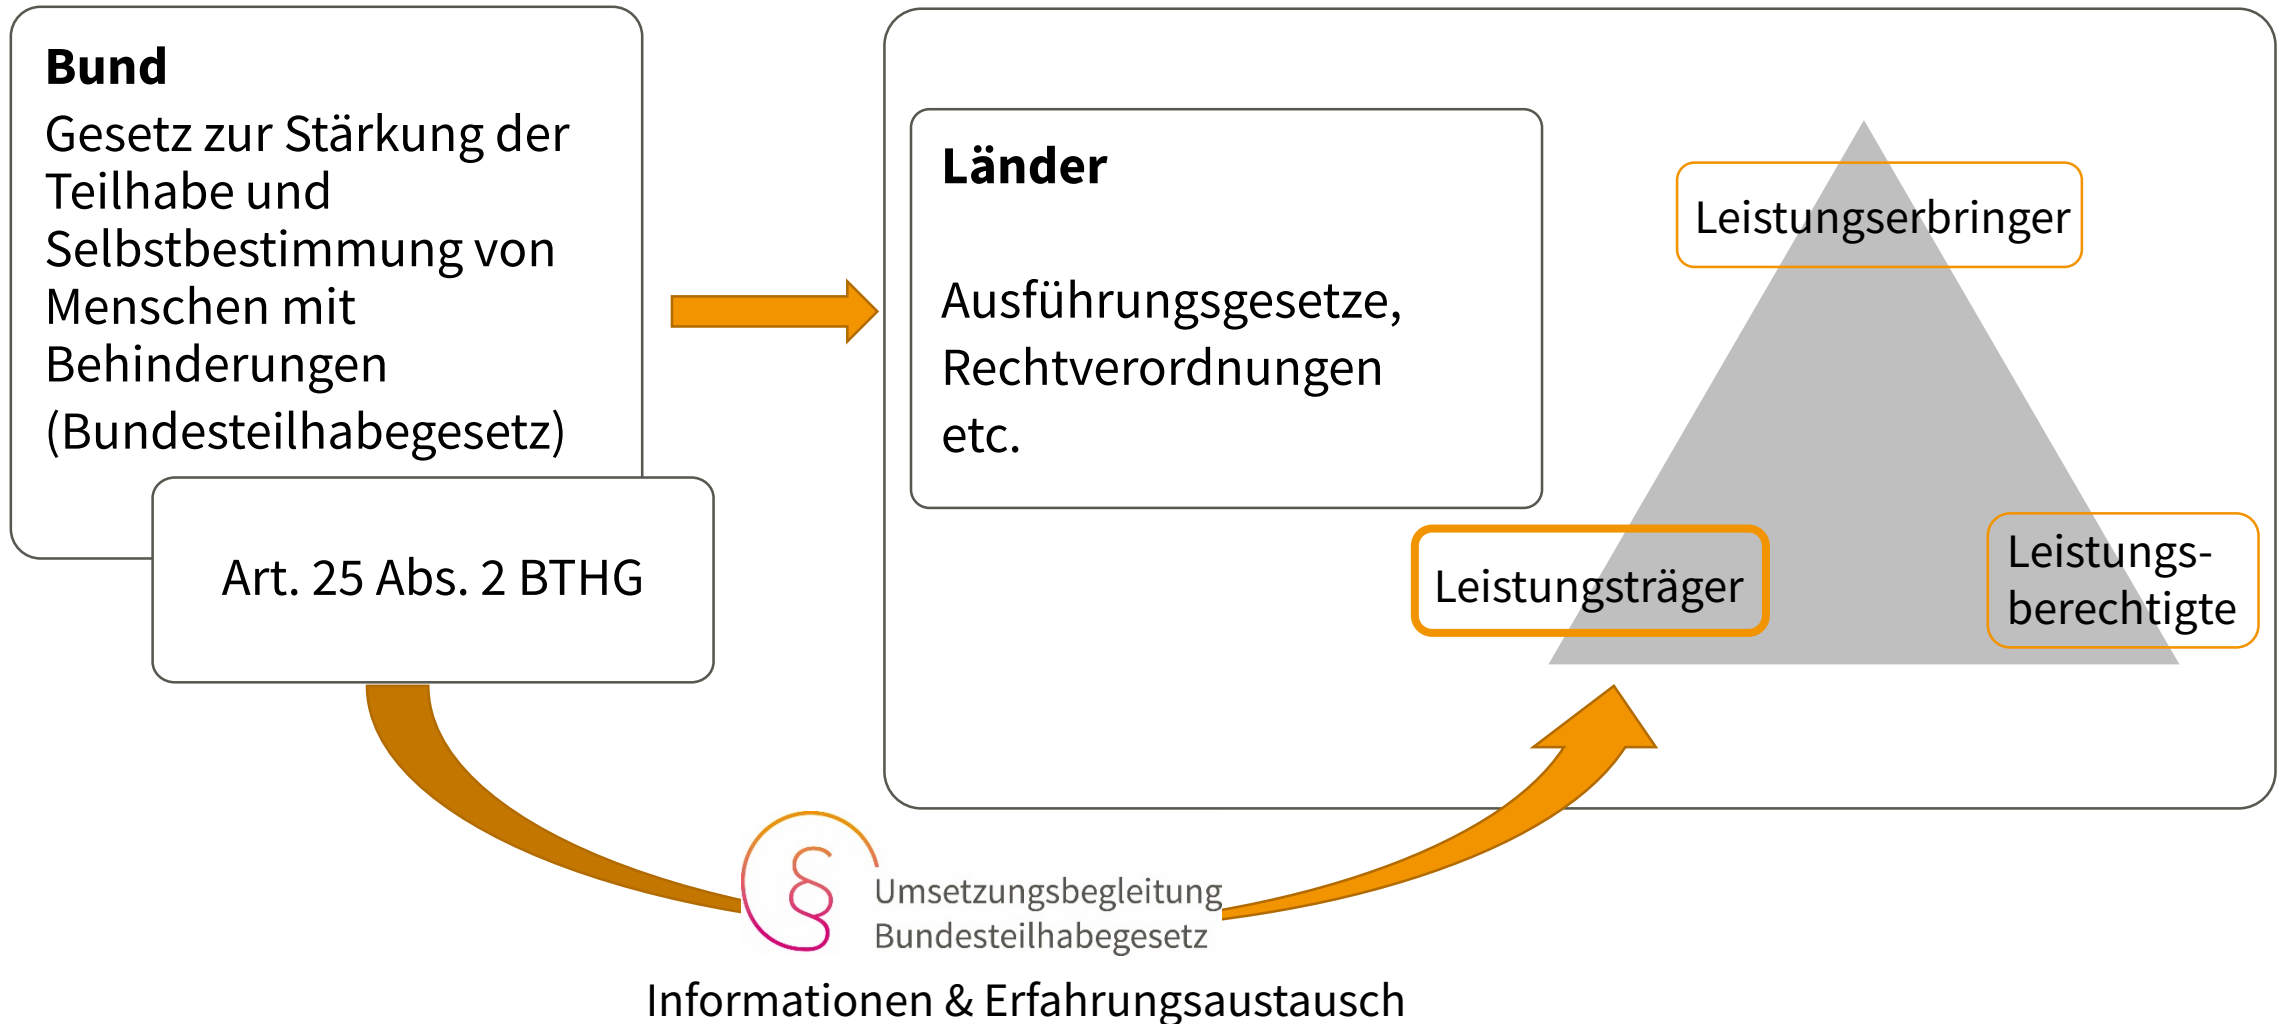 Bund
Gesetz zur Stärkung der
Teilhabe und
Selbstbestimmung von
Menschen mit
Behinderungen
(Bundesteilhabegesetz)
Art. 25 Abs. 2 BTHG
Länder
Ausführungsgesetze,
Rechtverordnungen
etc.
Leistungserbringer
Leistungsträger
Leistungs-
berechtigte
§
Umsetzungsbegleitung
Bundesteilhabegesetz
Informationen & Erfahrungsaustausch